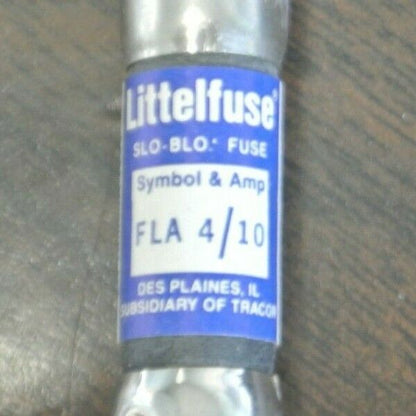 Littelfuse®
SLO-BLO.® FUSE
Symbol & Amp
FLA 4/10
DES PLAINES, IL
SUBSIDIARY OF TRACOR